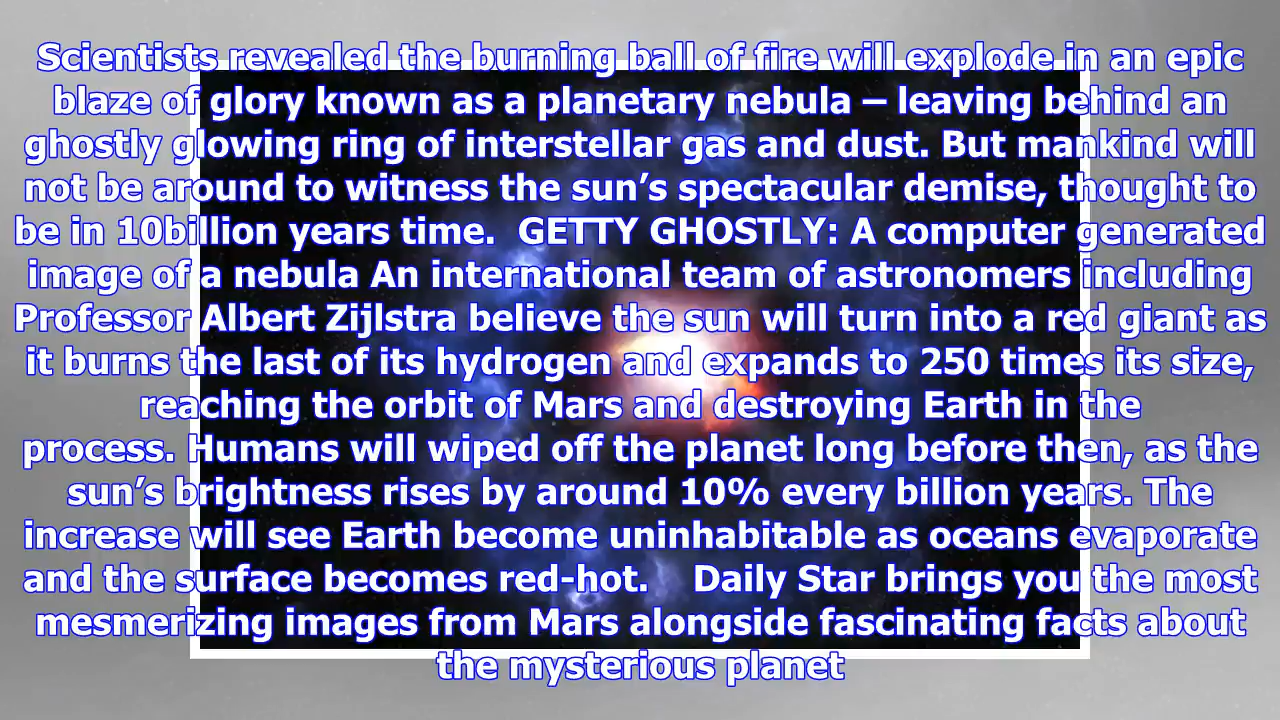 Scientists revealed the burning ball of fire will explode in an epic
blaze of glory known as a planetary nebula – leaving behind an
ghostly glowing ring of interstellar gas and dust. But mankind will
not be around to witness the sun’s spectacular demise, thought to
be in 10billion years time.  GETTY GHOSTLY: A computer generated
image of a nebula An international team of astronomers including
Professor Albert Zijlstra believe the sun will turn into a red giant as
it burns the last of its hydrogen and expands to 250 times its size,
reaching the orbit of Mars and destroying Earth in the
process. Humans will wiped off the planet long before then, as the
sun’s brightness rises by around 10% every billion years. The
increase will see Earth become uninhabitable as oceans evaporate
and the surface becomes red-hot.    Daily Star brings you the most
mesmerizing images from Mars alongside fascinating facts about
the mysterious planet